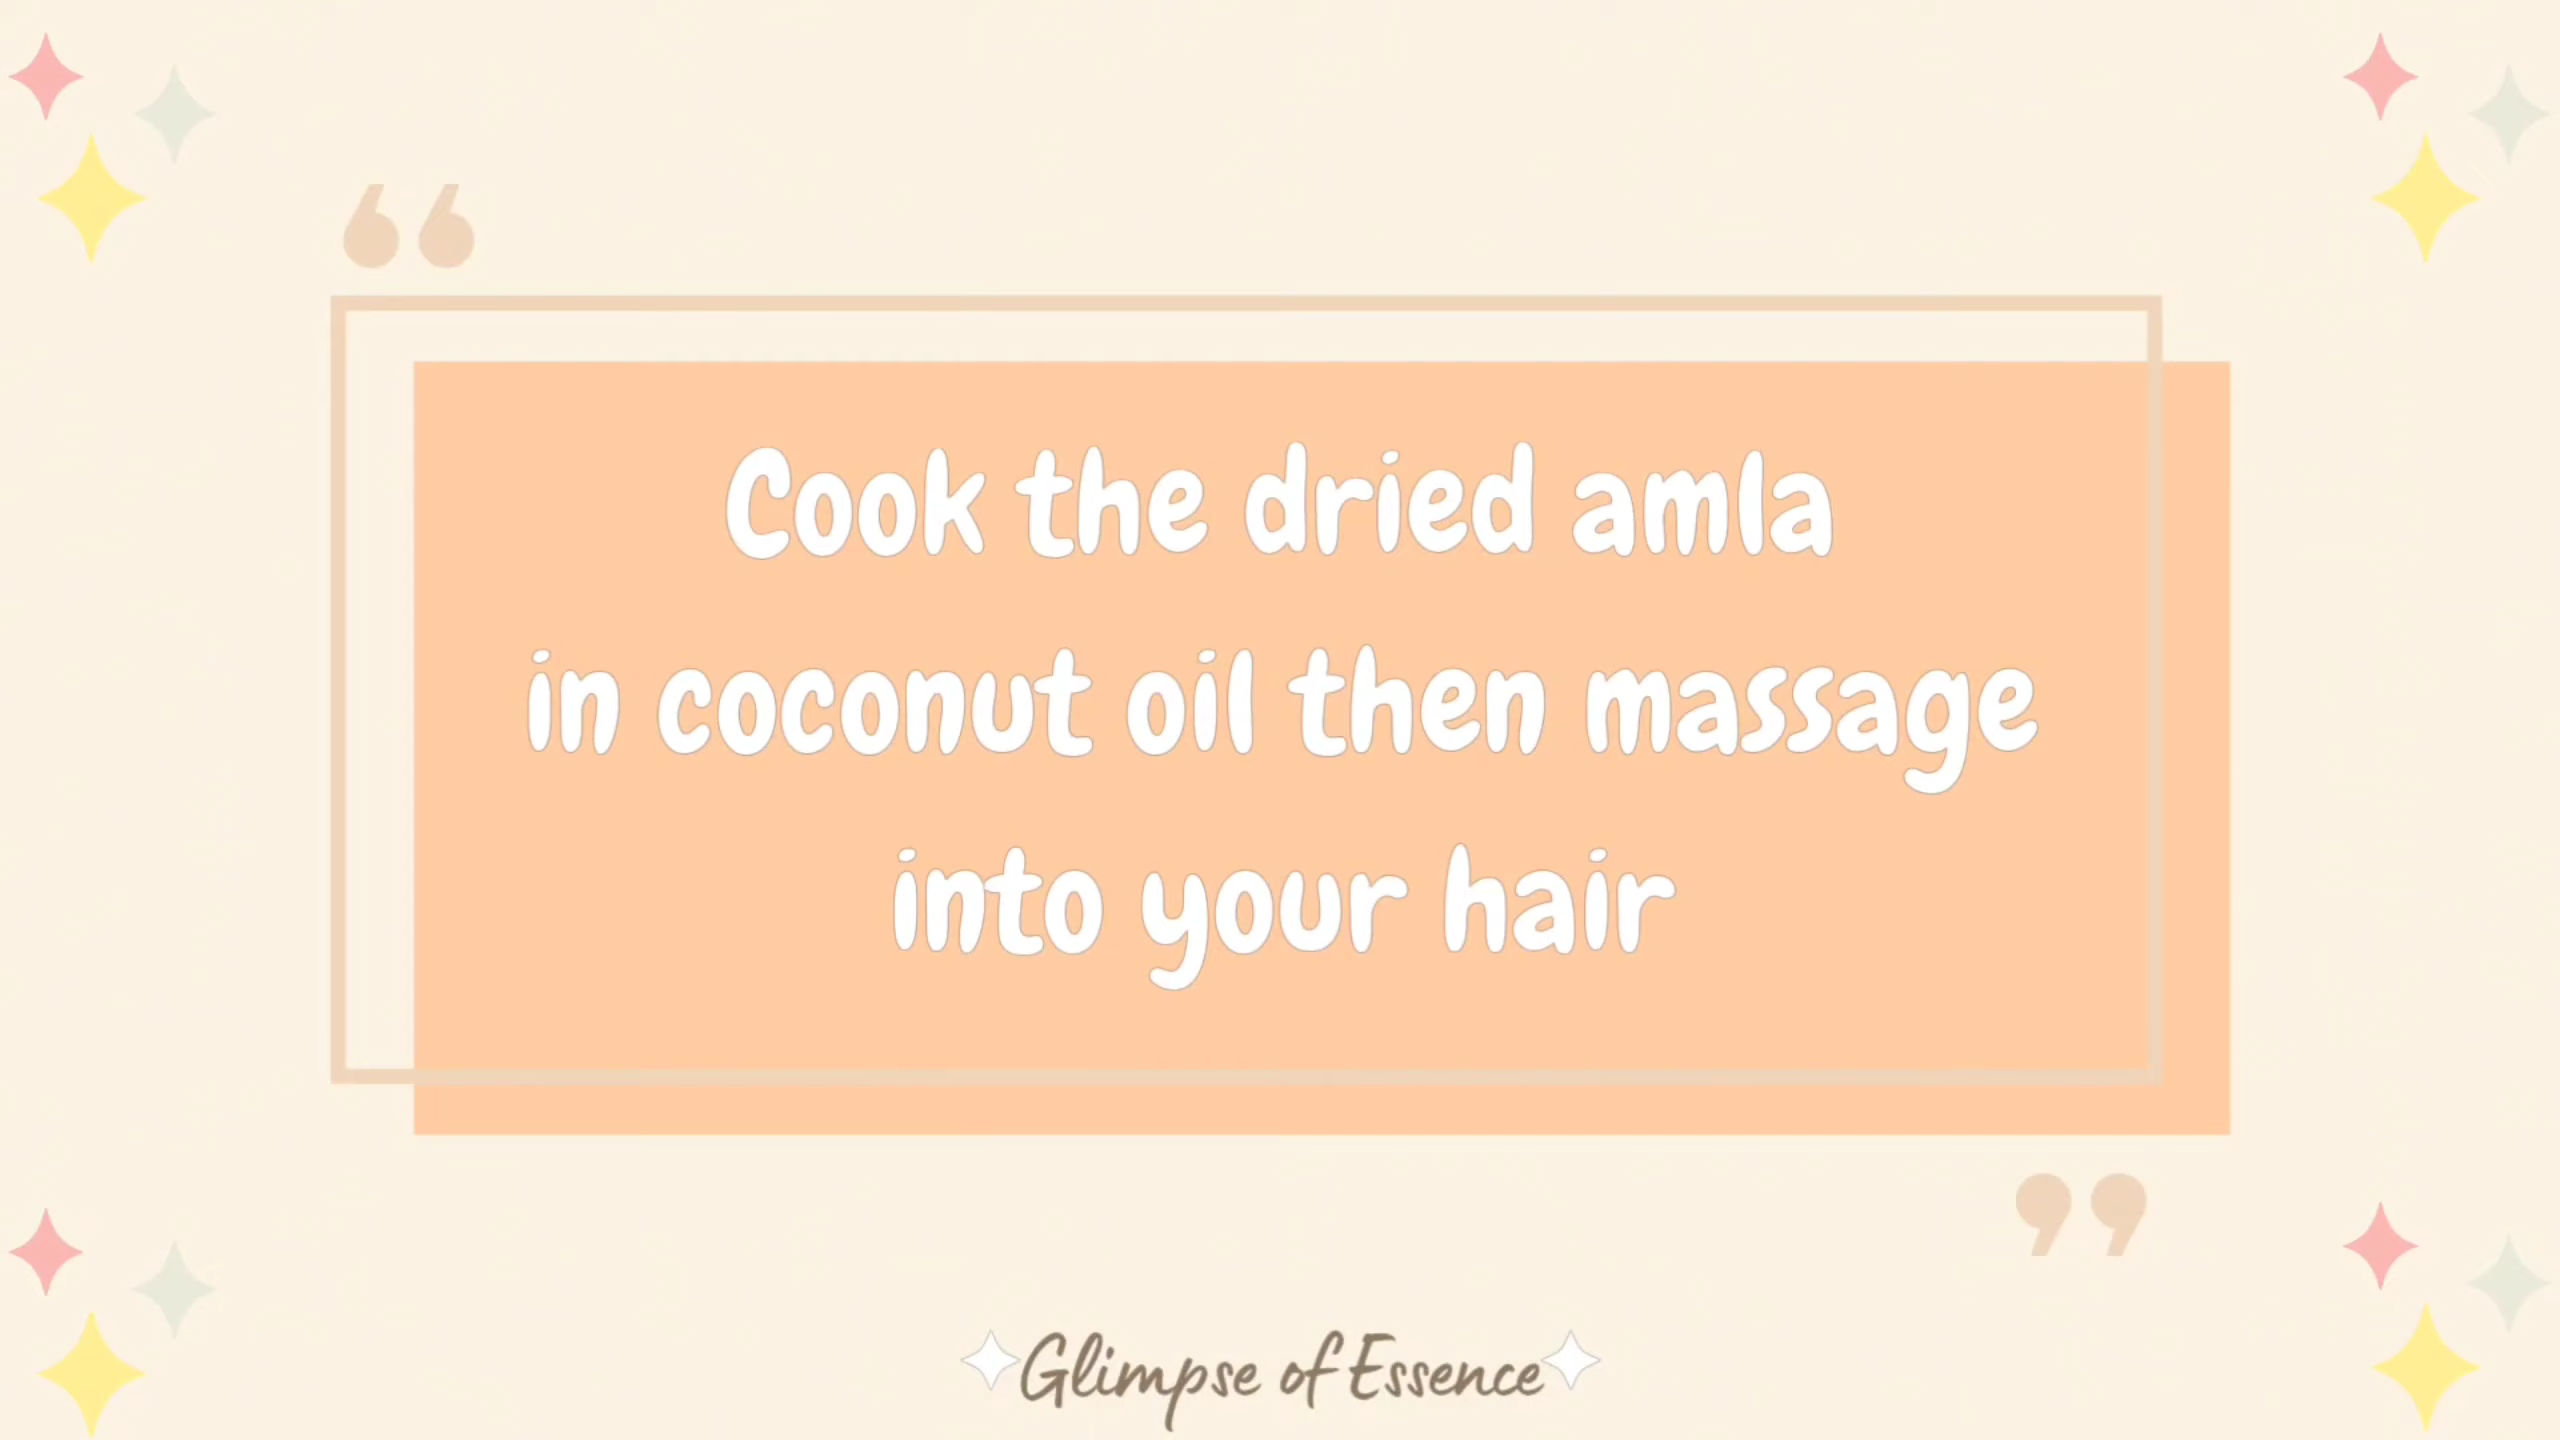 Cook the dried amla
in coconut oil then massage
into your hair
Glimpse of Essence